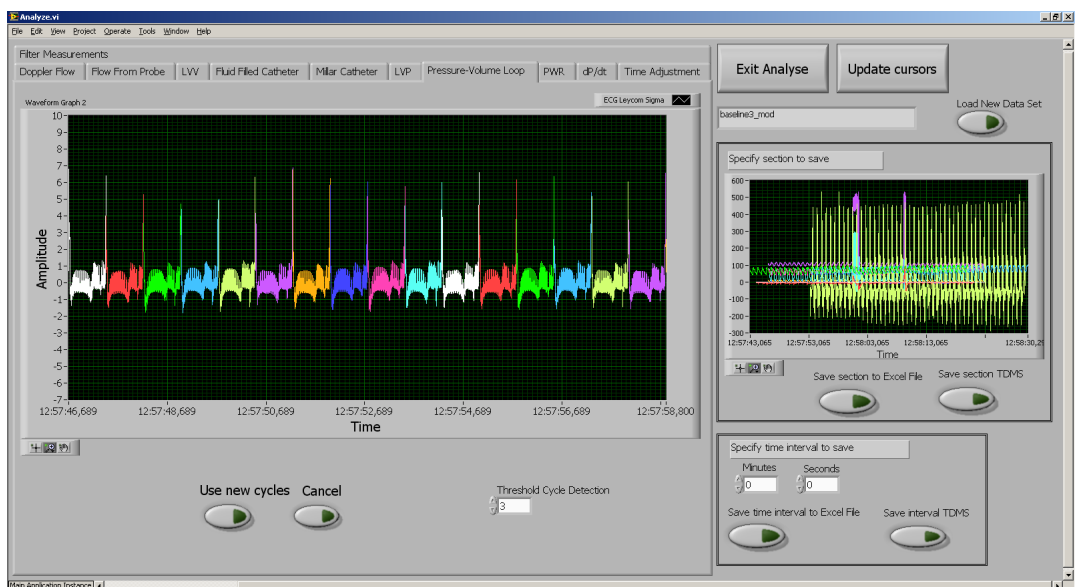 Analyze.vi
File Edit View Project Operate Tools Window Help
Filter Measurements
Doppler Flow Flow From Probe LVV Fluid Filled Catheter Millar Catheter LVP Pressure-Volume Loop PWR dP/dt Time Adjustment
Waveform Graph 2
ECG Leycom Sigma
10
9
8
7
6
5
4
3
2
1
0
-1
-2
-3
-4
-5
-6
-7
Amplitude
12:57:46,689 12:57:48,689 12:57:50,689 12:57:52,689 12:57:54,689 12:57:56,689 12:57:58,800
Time
Use new cycles Cancel
Threshold Cycle Detection
3
Exit Analyse Update cursors
baseline3_mod
Load New Data Set
Specify section to save
600
500
400
300
200
100
0
-100
-200
-300
12:57:43,065 12:57:53,065 12:58:03,065 12:58:13,065 12:58:30,29
Time
Save section to Excel File Save section TDMS
Specify time interval to save
Minutes Seconds
0 0
Save time interval to Excel File Save interval TDMS
Main Application Instance